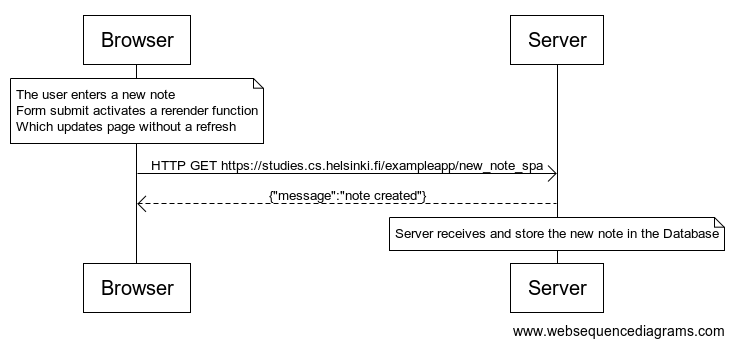 Browser
Server
The user enters a new note
Form submit activates a rerender function
Which updates page without a refresh
HTTP GET https://studies.cs.helsinki.fi/exampleapp/new_note_spa
{"message":"note created"}
Server receives and store the new note in the Database
Browser
Server
www.websequencediagrams.com